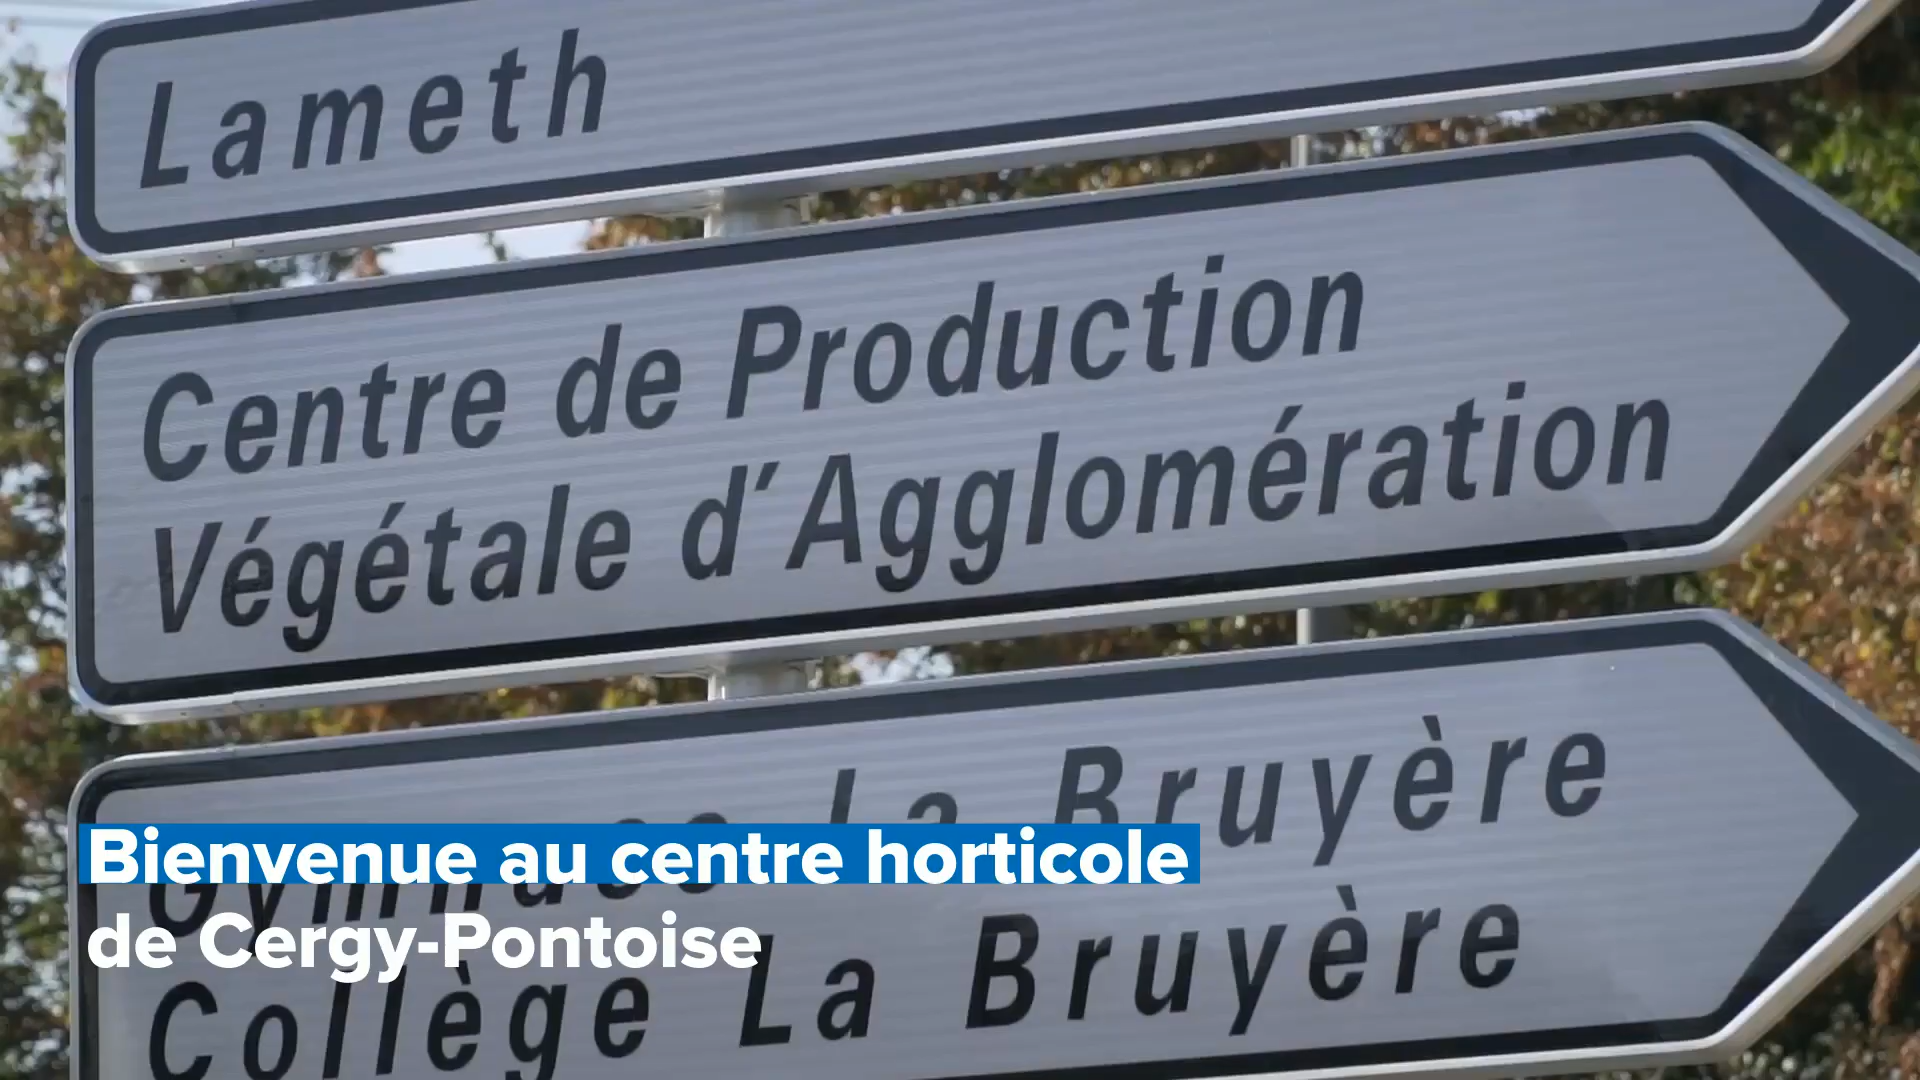 Lameth
Centre de Production
Végétale d'Agglomération
La Bruyère
Bienvenue au centre horticole
de Cergy-Pontoise
Collège La Bruyère